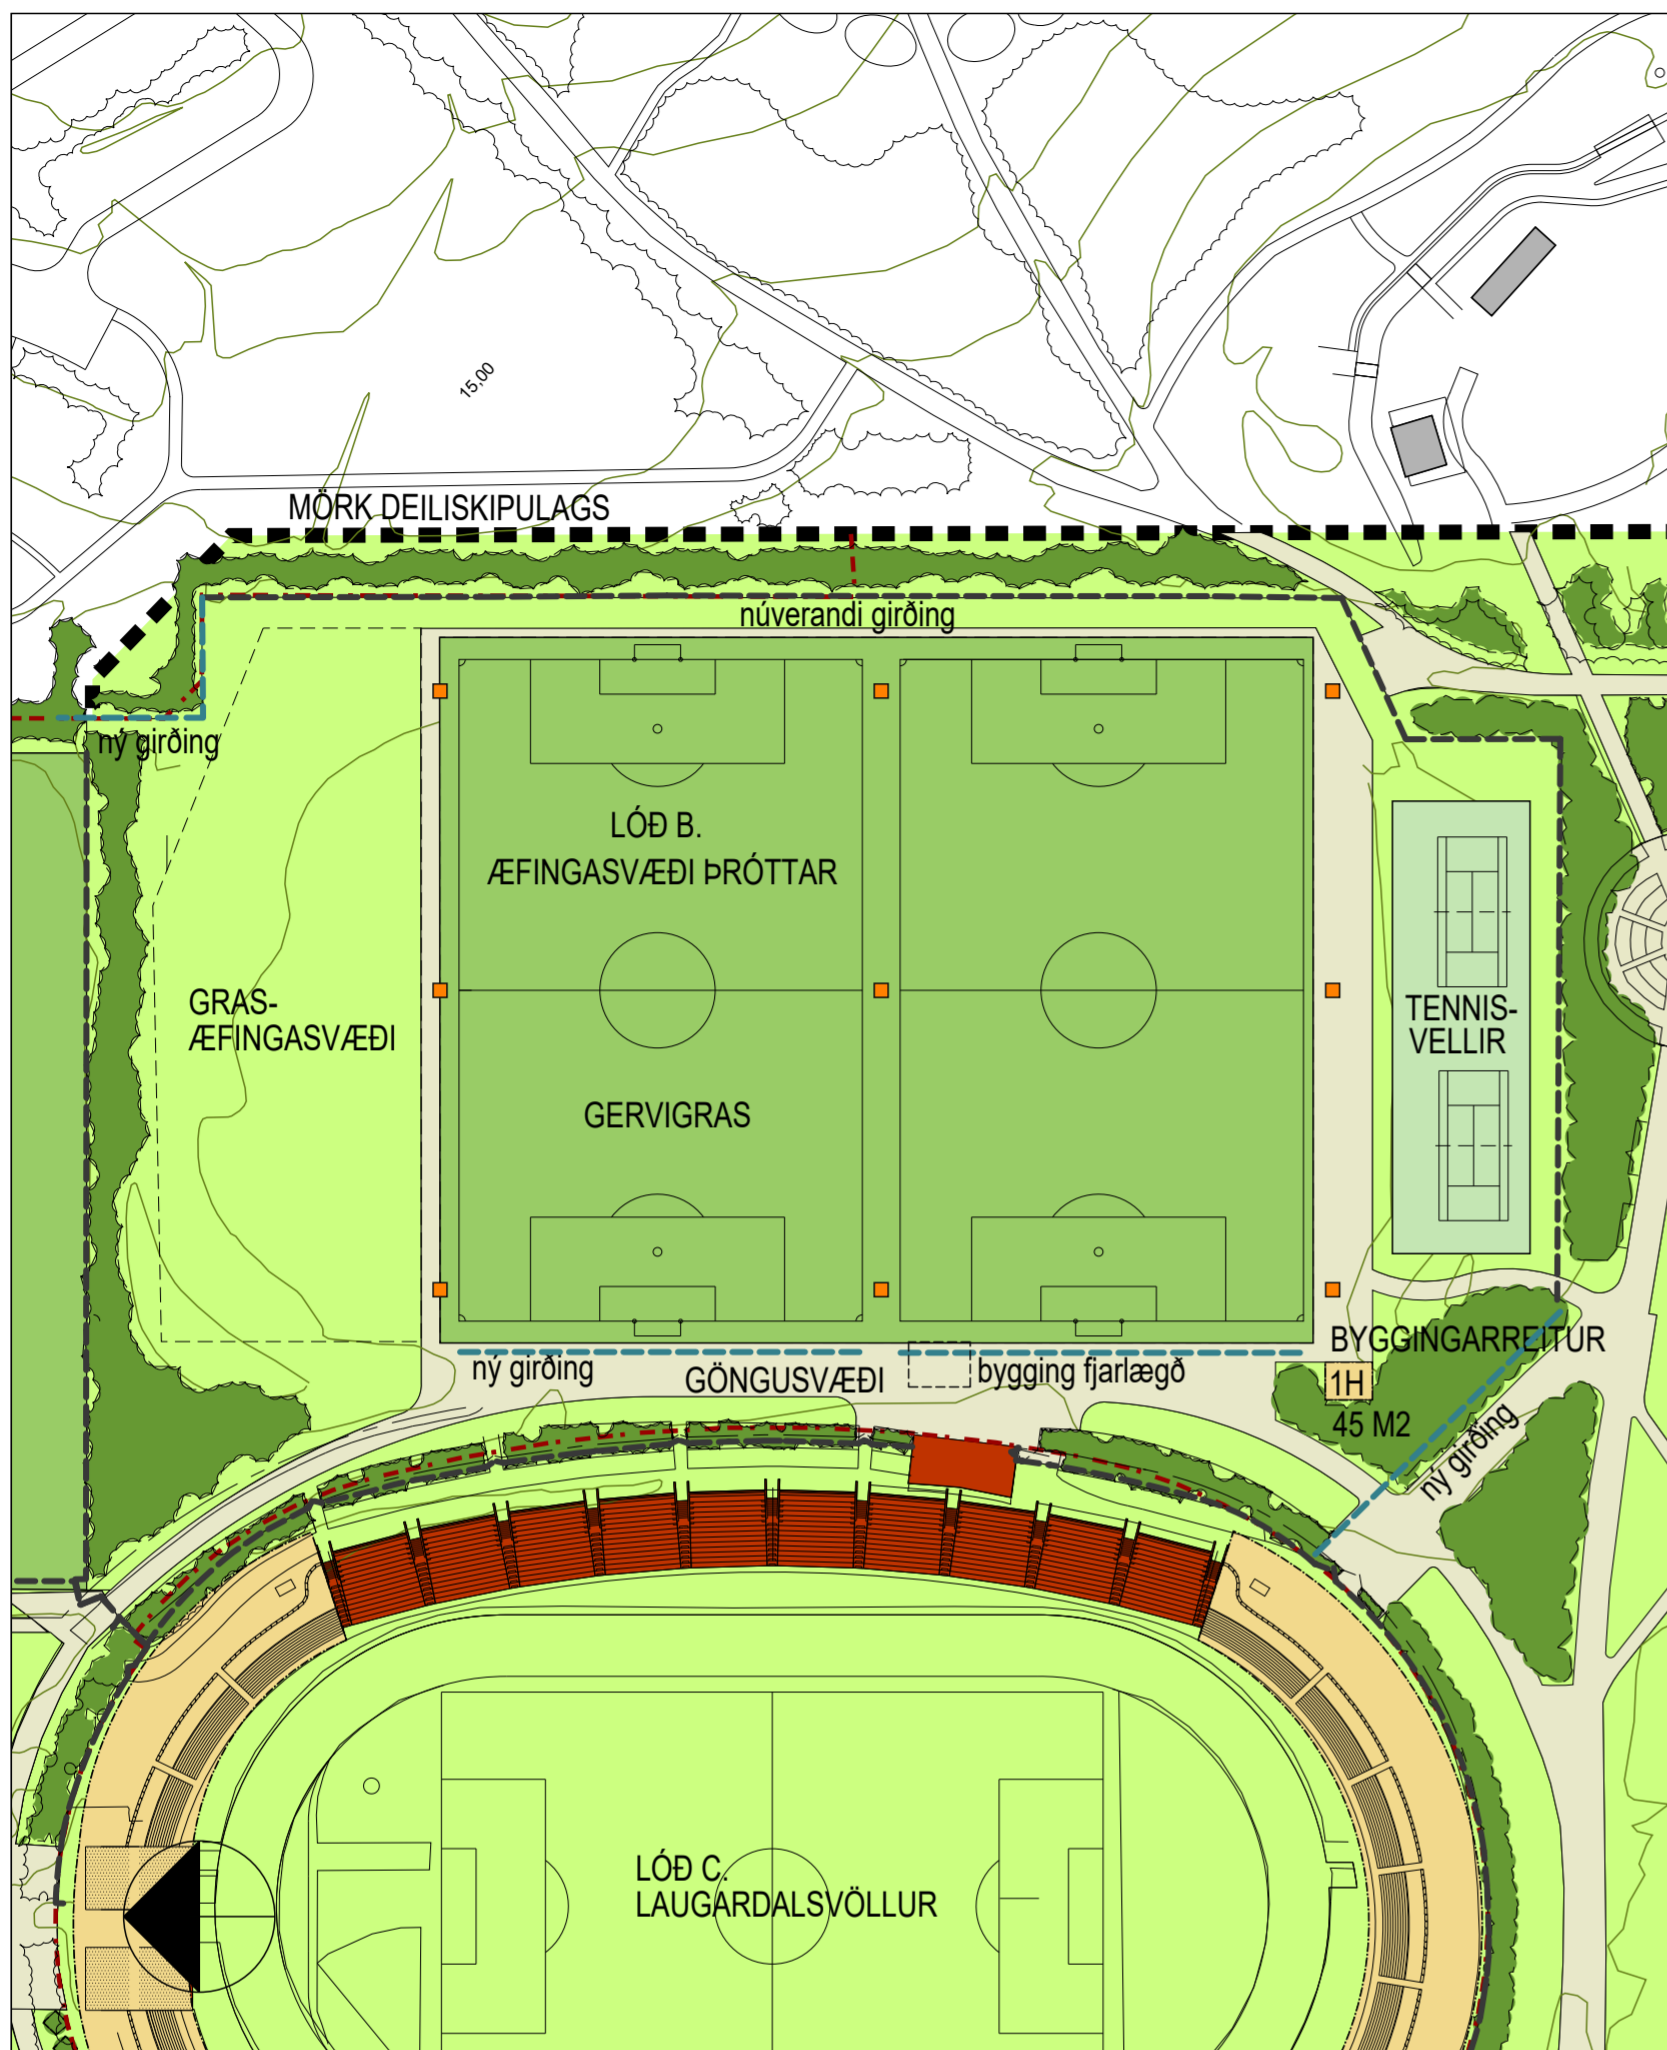 15,00
MÖRK DEILISKIPULAGS
núverandi girðing
ný girðing
LÓÐ B.
ÆFINGASVÆÐI ÞRÓTTAR
GRAS-
ÆFINGASVÆÐI
TENNIS-
VELLIR
GERVIGRAS
BYGGINGARREITUR
ný girðing
GÖNGUSVÆÐI
bygging fjarlægð
1H
45 M2
ný girðing
LÓÐ C.
LAUGARDALSVÖLLUR